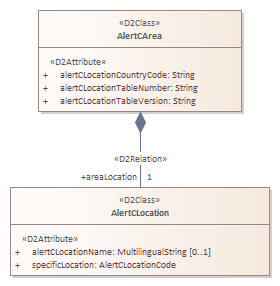 «D2Class»
AlertCArea
«D2Attribute»
+ alertCLocationCountryCode: String
+ alertCLocationTableNumber: String
+ alertCLocationTableVersion: String
«D2Relation»
+areaLocation 1
«D2Class»
AlertCLocation
«D2Attribute»
+ alertCLocationName: MultilingualString [0..1]
+ specificLocation: AlertCLocationCode